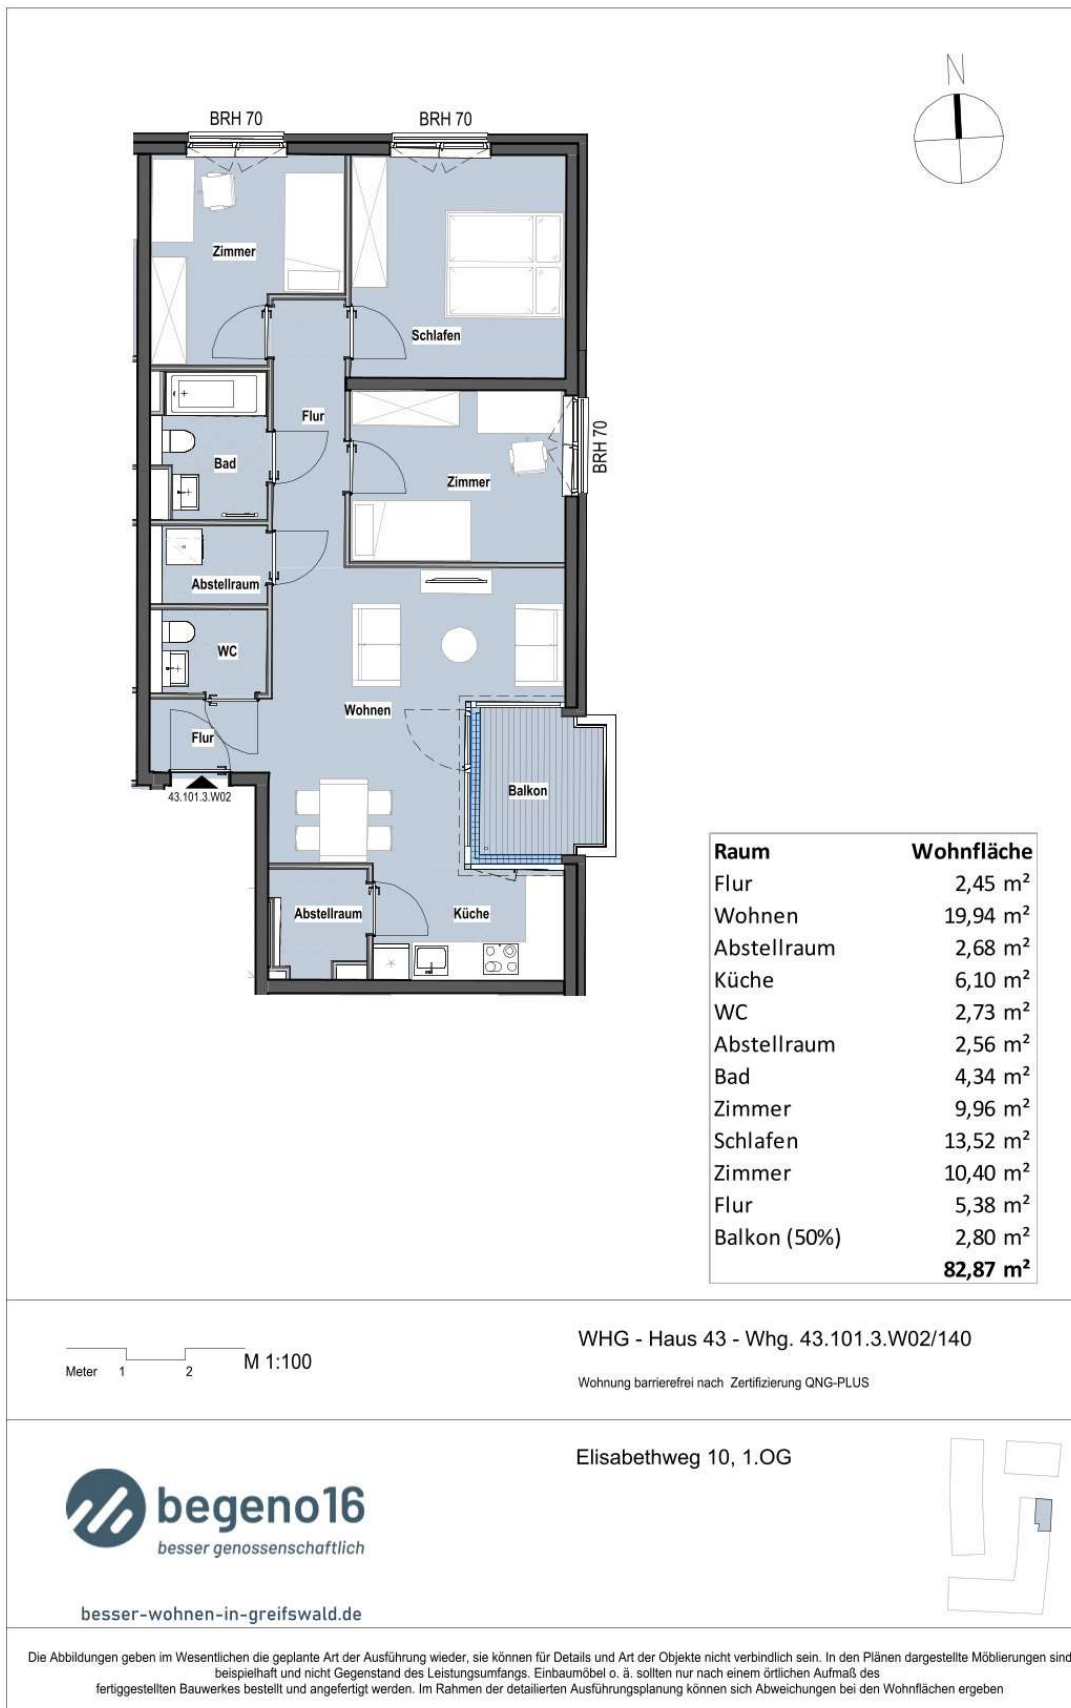 N
BRH 70
BRH 70
Zimmer
Schlafen
Flur
BRH 70
Bad
Zimmer
Abstellraum
WC
Wohnen
Flur
Balkon
43.101.3.W02
Abstellraum
Küche
Raum Wohnfläche
Flur 2,45 m²
Wohnen 19,94 m²
Abstellraum 2,68 m²
Küche 6,10 m²
WC 2,73 m²
Abstellraum 2,56 m²
Bad 4,34 m²
Zimmer 9,96 m²
Schlafen 13,52 m²
Zimmer 10,40 m²
Flur 5,38 m²
Balkon (50%) 2,80 m²
82,87 m²
Meter 1 2 M 1:100
WHG - Haus 43 - Whg. 43.101.3.W02/140
Wohnung barrierefrei nach Zertifizierung QNG-PLUS
Elisabethweg 10, 1.OG
begeno16
besser genossenschaftlich
besser-wohnen-in-greifswald.de
Die Abbildungen geben im Wesentlichen die geplante Art der Ausführung wieder, sie können für Details und Art der Objekte nicht verbindlich sein. In den Plänen dargestellte Möblierungen sind
beispielhaft und nicht Gegenstand des Leistungsumfangs. Einbaumöbel o. ä. sollten nur nach einem örtlichen Aufmaß des
fertiggestellten Bauwerkes bestellt und angefertigt werden. Im Rahmen der detailierten Ausführungsplanung können sich Abweichungen bei den Wohnflächen ergeben